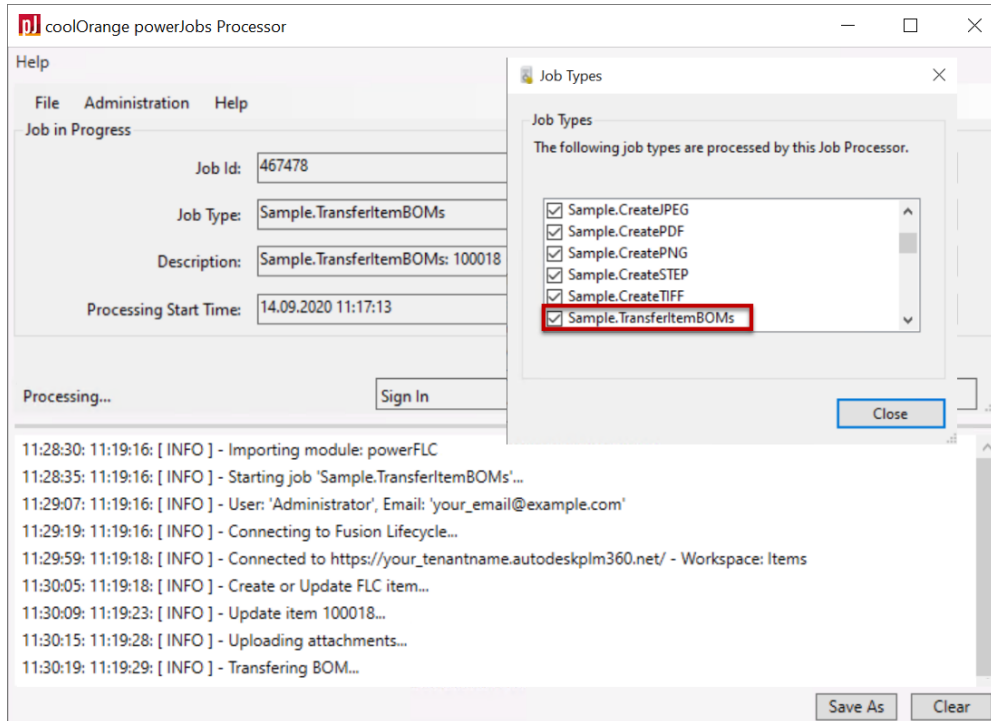 pJ coolOrange powerJobs Processor
Help
File Administration Help
Job in Progress
Job Id: 467478
Job Type: Sample.TransferItemBOMs
Description: Sample.TransferItemBOMs: 100018
Processing Start Time: 14.09.2020 11:17:13
Processing...
Sign In
Job Types
Job Types
The following job types are processed by this Job Processor.
Sample.CreateJPEG
Sample.CreatePDF
Sample.CreatePNG
Sample.CreateSTEP
Sample.CreateTIFF
Sample.TransferItemBOMs
Close
11:28:30: 11:19:16: [ INFO ] - Importing module: powerFLC
11:28:35: 11:19:16: [ INFO ] - Starting job 'Sample.TransferItemBOMs'...
11:29:07: 11:19:16: [ INFO ] - User: 'Administrator', Email: 'your_email@example.com'
11:29:19: 11:19:16: [ INFO ] - Connecting to Fusion Lifecycle...
11:29:59: 11:19:18: [ INFO ] - Connected to https://your_tenantname.autodeskplm360.net/ - Workspace: Items
11:30:05: 11:19:18: [ INFO ] - Create or Update FLC item...
11:30:09: 11:19:23: [ INFO ] - Update item 100018...
11:30:15: 11:19:28: [ INFO ] - Uploading attachments...
11:30:19: 11:19:29: [ INFO ] - Transfering BOM...
Save As Clear